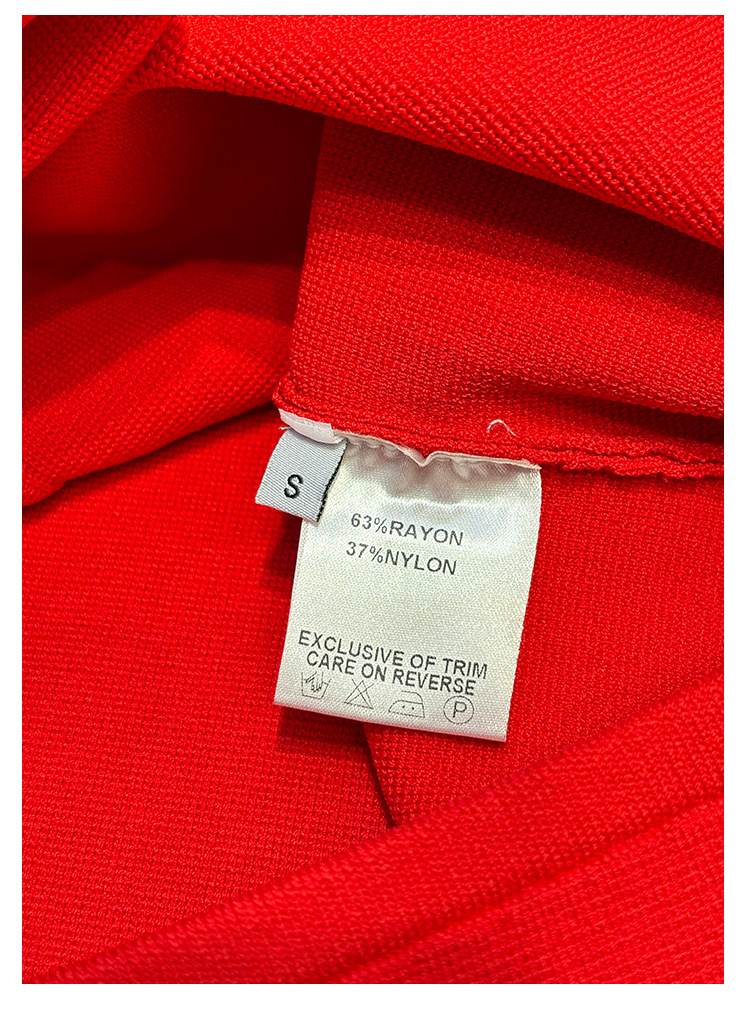 S
63%RAYON
37%NYLON
EXCLUSIVE OF TRIM
CARE ON REVERSE
P